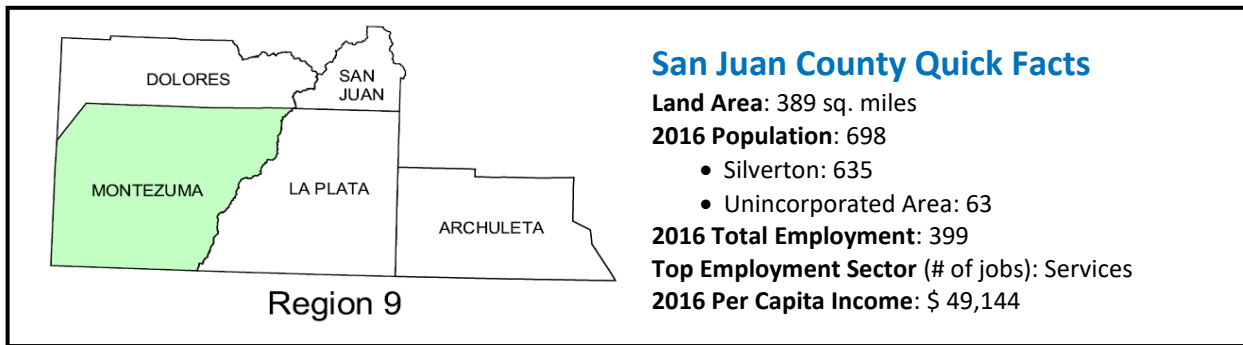 DOLORES
SAN
JUAN
MONTEZUMA
LA PLATA
ARCHULETA
Region 9
San Juan County Quick Facts
Land Area: 389 sq. miles
2016 Population: 698
• Silverton: 635
• Unincorporated Area: 63
2016 Total Employment: 399
Top Employment Sector (# of jobs): Services
2016 Per Capita Income: $ 49,144